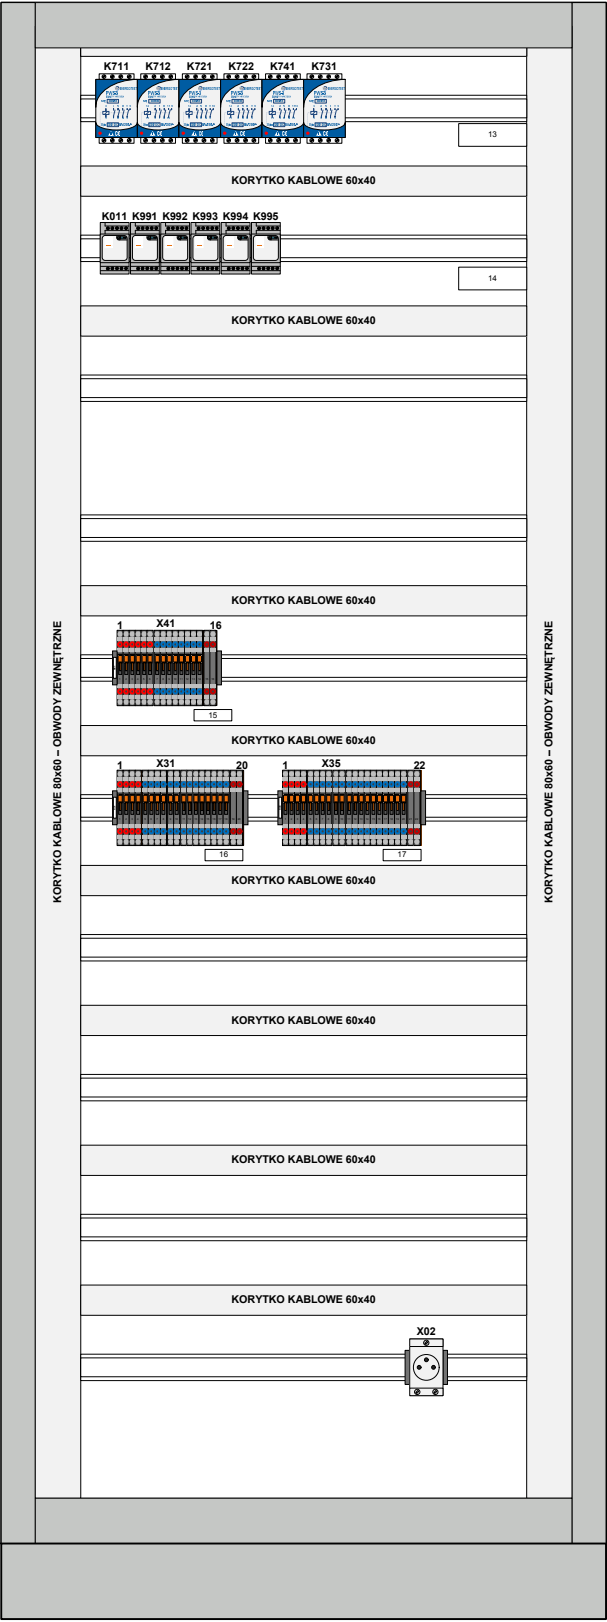 K711 K712 K721 K722 K741 K731
13
KORYTKO KABLOWE 60x40
K011 K991 K992 K993 K994 K995
14
KORYTKO KABLOWE 60x40
KORYTKO KABLOWE 60x40
1 X41 16
15
KORYTKO KABLOWE 60x40
1 X31 20 1 X35 22
16 17
KORYTKO KABLOWE 60x40
KORYTKO KABLOWE 80x60 – OBWODY ZEWNĘTRZNE
KORYTKO KABLOWE 80x60 – OBWODY ZEWNĘTRZNE
KORYTKO KABLOWE 60x40
KORYTKO KABLOWE 60x40
KORYTKO KABLOWE 60x40
X02